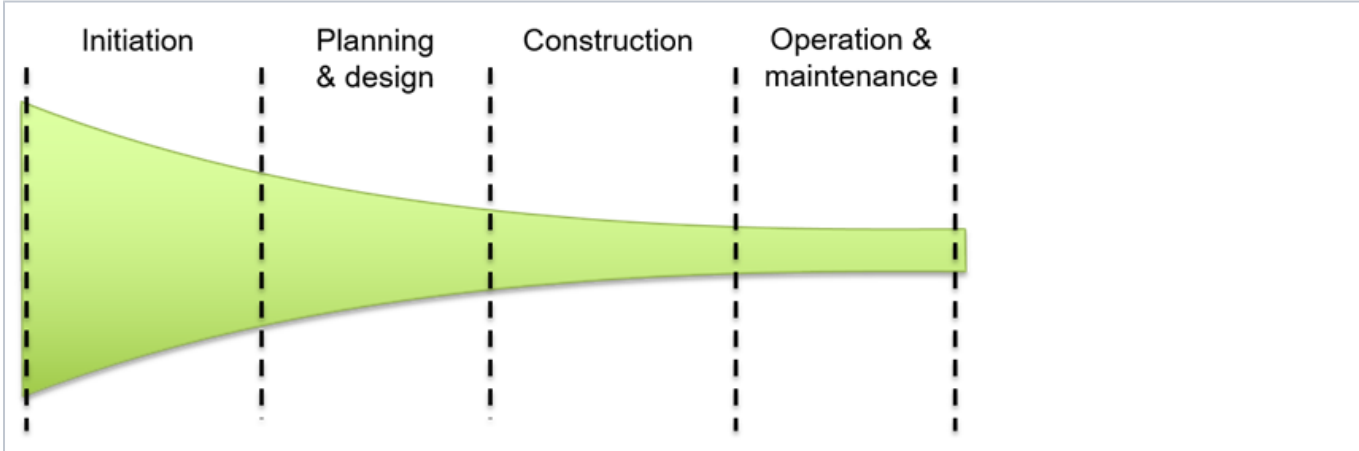 Initiation
Planning
& design
Construction
Operation &
maintenance